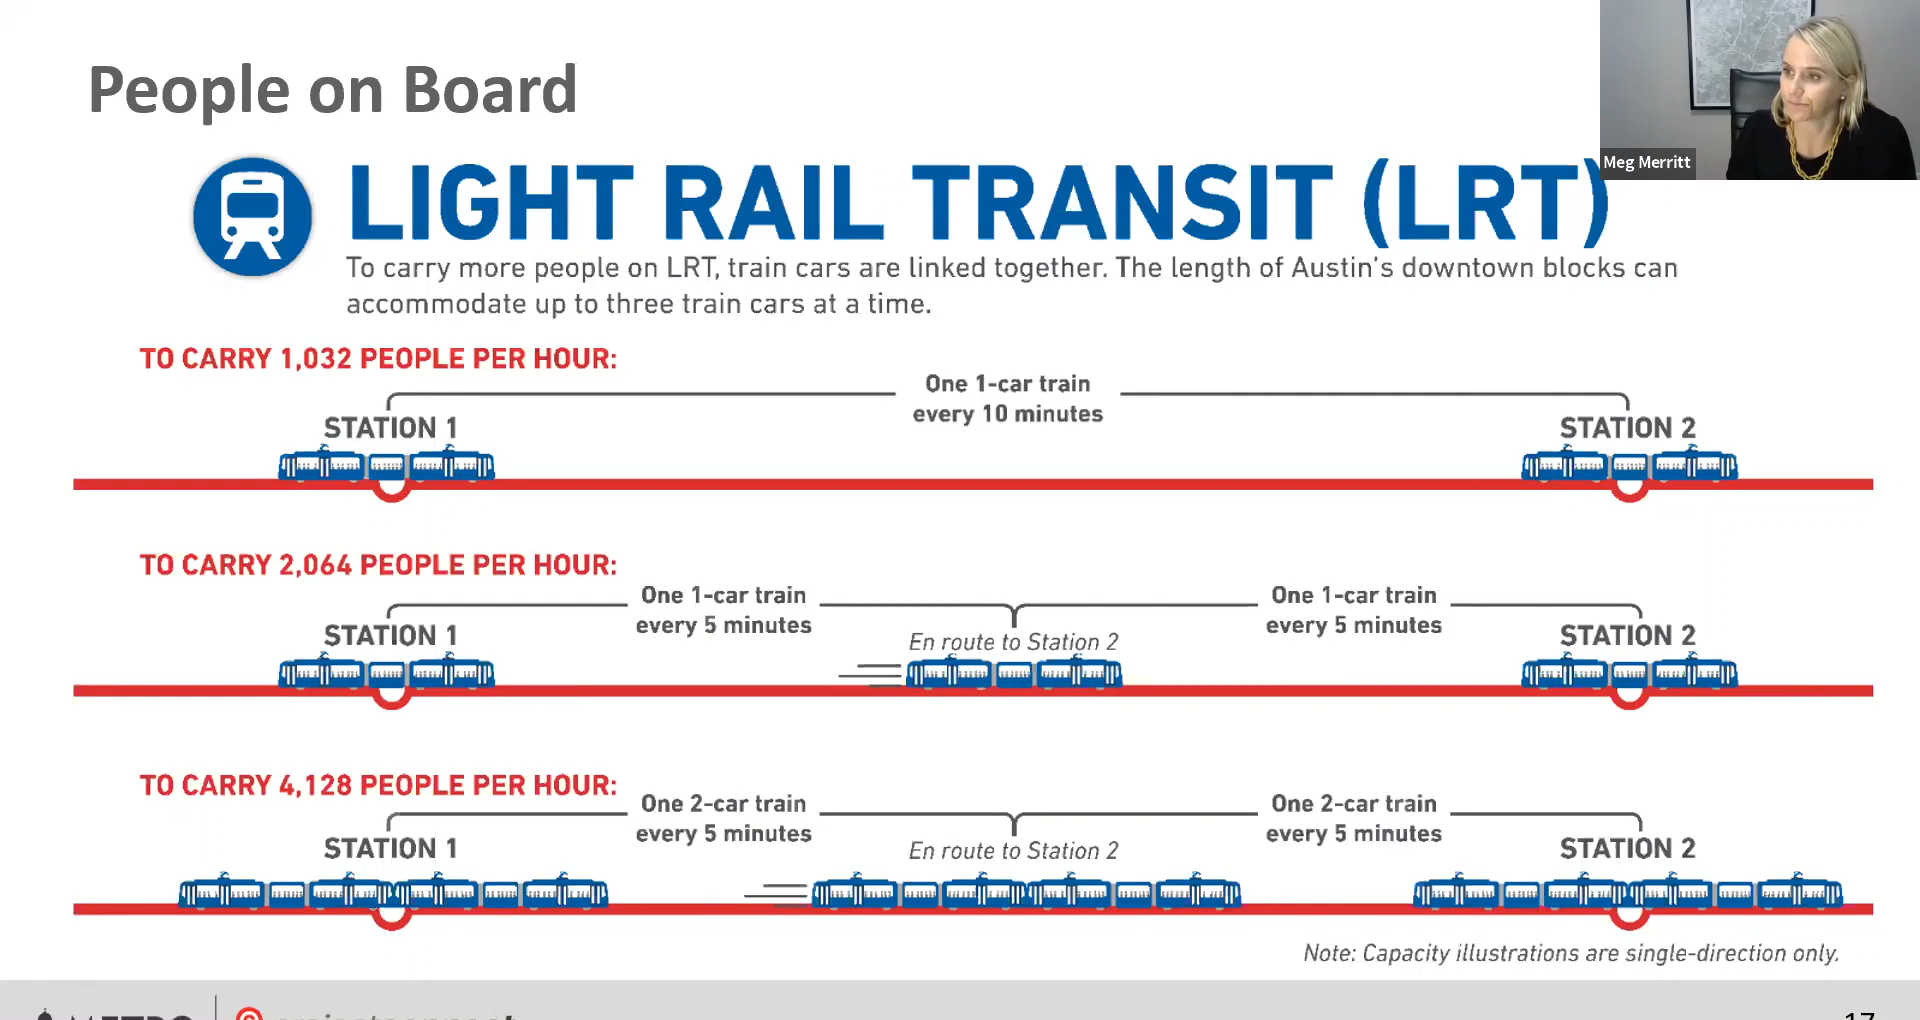 People on Board
Meg Merritt
LIGHT RAIL TRANSIT (LRT)
To carry more people on LRT, train cars are linked together. The length of Austin's downtown blocks can
accommodate up to three train cars at a time.
TO CARRY 1,032 PEOPLE PER HOUR:
One 1-car train
every 10 minutes
STATION 1
STATION 2
TO CARRY 2,064 PEOPLE PER HOUR:
One 1-car train
every 5 minutes
One 1-car train
every 5 minutes
STATION 1
En route to Station 2
STATION 2
TO CARRY 4,128 PEOPLE PER HOUR:
One 2-car train
every 5 minutes
One 2-car train
every 5 minutes
STATION 1
En route to Station 2
STATION 2
Note: Capacity illustrations are single-direction only.
METRO
17